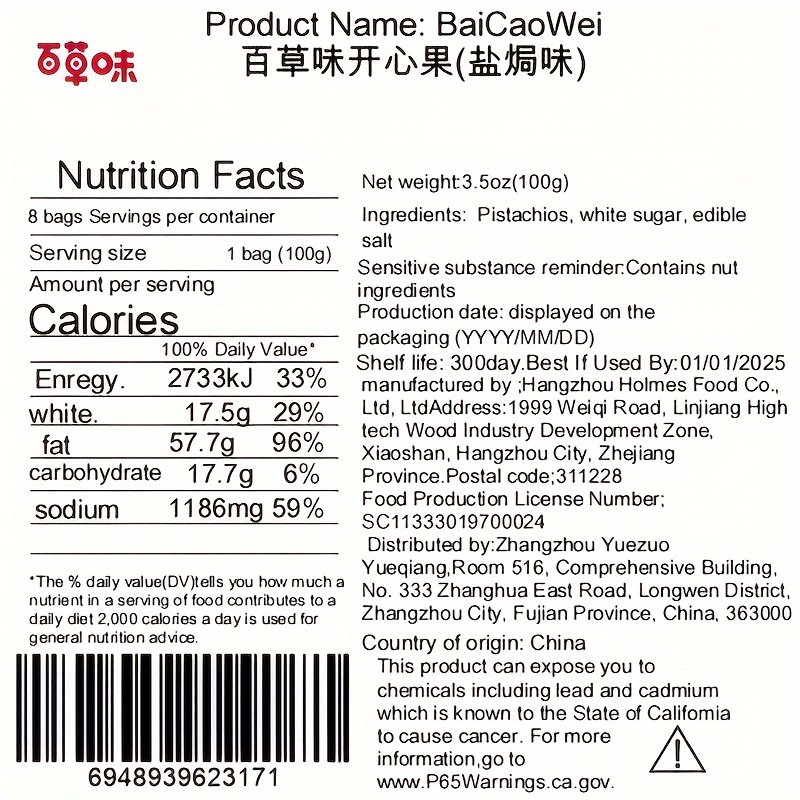 Product Name: BaiCaoWei
百草味
百草味开心果(盐焗味)
Nutrition Facts
8 bags Servings per container
Serving size 1 bag (100g)
Amount per serving
Calories
100% Daily Value*
Enregy. 2733kJ 33%
white. 17.5g 29%
fat 57.7g 96%
carbohydrate 17.7g 6%
sodium 1186mg 59%
*The % daily value(DV)tells you how much a
nutrient in a serving of food contributes to a
daily diet 2,000 calories a day is used for
general nutrition advice.
6948939623171
Net weight:3.5oz(100g)
Ingredients: Pistachios, white sugar, edible
salt
Sensitive substance reminder:Contains nut
ingredients
Production date: displayed on the
packaging (YYYY/MM/DD)
Shelf life: 300day.Best If Used By:01/01/2025
manufactured by ;Hangzhou Holmes Food Co.,
Ltd, LtdAddress:1999 Weiqi Road, Linjiang High
tech Wood Industry Development Zone,
Xiaoshan, Hangzhou City, Zhejiang
Province.Postal code;311228
Food Production License Number;
SC11333019700024
Distributed by:Zhangzhou Yuezuo
Yueqiang,Room 516, Comprehensive Building,
No. 333 Zhanghua East Road, Longwen District,
Zhangzhou City, Fujian Province, China, 363000
Country of origin: China
This product can expose you to
chemicals including lead and cadmium
which is known to the State of California
to cause cancer. For more
information,go to
www.P65Warnings.ca.gov.